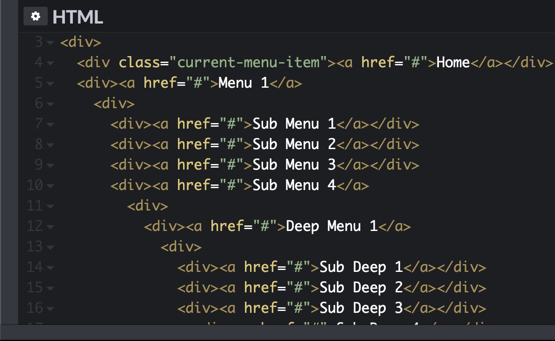 HTML
3 <div>
4 <div class="current-menu-item"><a href="#">Home</a></div>
5 <div><a href="#">Menu 1</a>
6 <div>
7 <div><a href="#">Sub Menu 1</a></div>
8 <div><a href="#">Sub Menu 2</a></div>
9 <div><a href="#">Sub Menu 3</a></div>
10 <div><a href="#">Sub Menu 4</a>
11 <div>
12 <div><a href="#">Deep Menu 1</a>
13 <div>
14 <div><a href="#">Sub Deep 1</a></div>
15 <div><a href="#">Sub Deep 2</a></div>
16 <div><a href="#">Sub Deep 3</a></div>